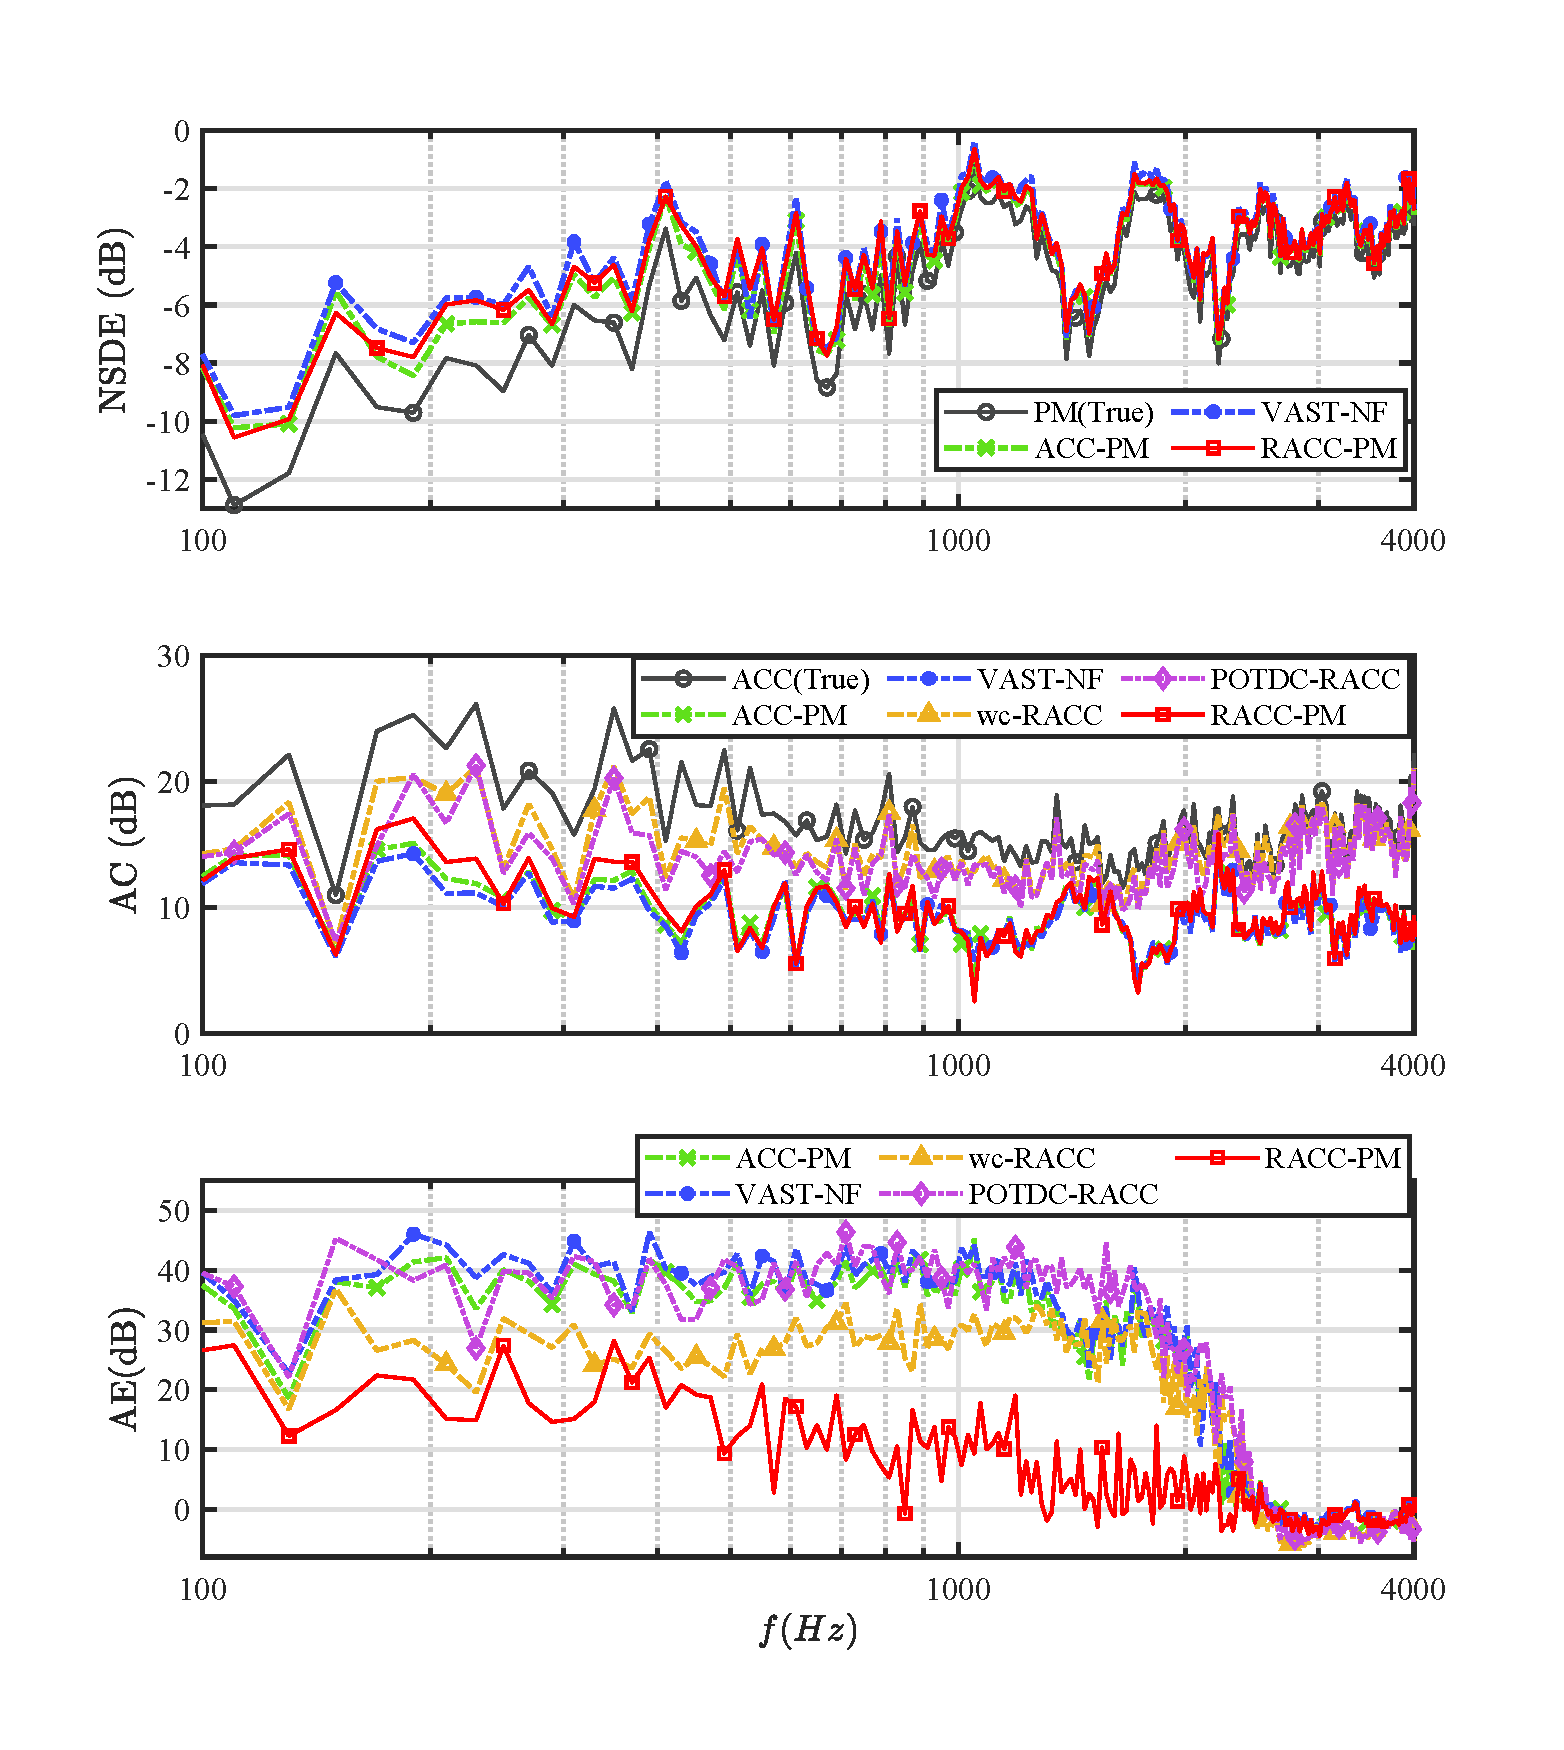 0
-2
-4
-6
-8
-10
-12
NSDE (dB)
PM(True) VAST-NF
ACC-PM RACC-PM
100 1000 4000
30
20
10
0
AC (dB)
ACC(True) VAST-NF POTDC-RACC
ACC-PM wc-RACC RACC-PM
100 1000 4000
ACC-PM wc-RACC RACC-PM
VAST-NF POTDC-RACC
50
40
30
20
10
0
AE(dB)
100 1000 4000
f(Hz)